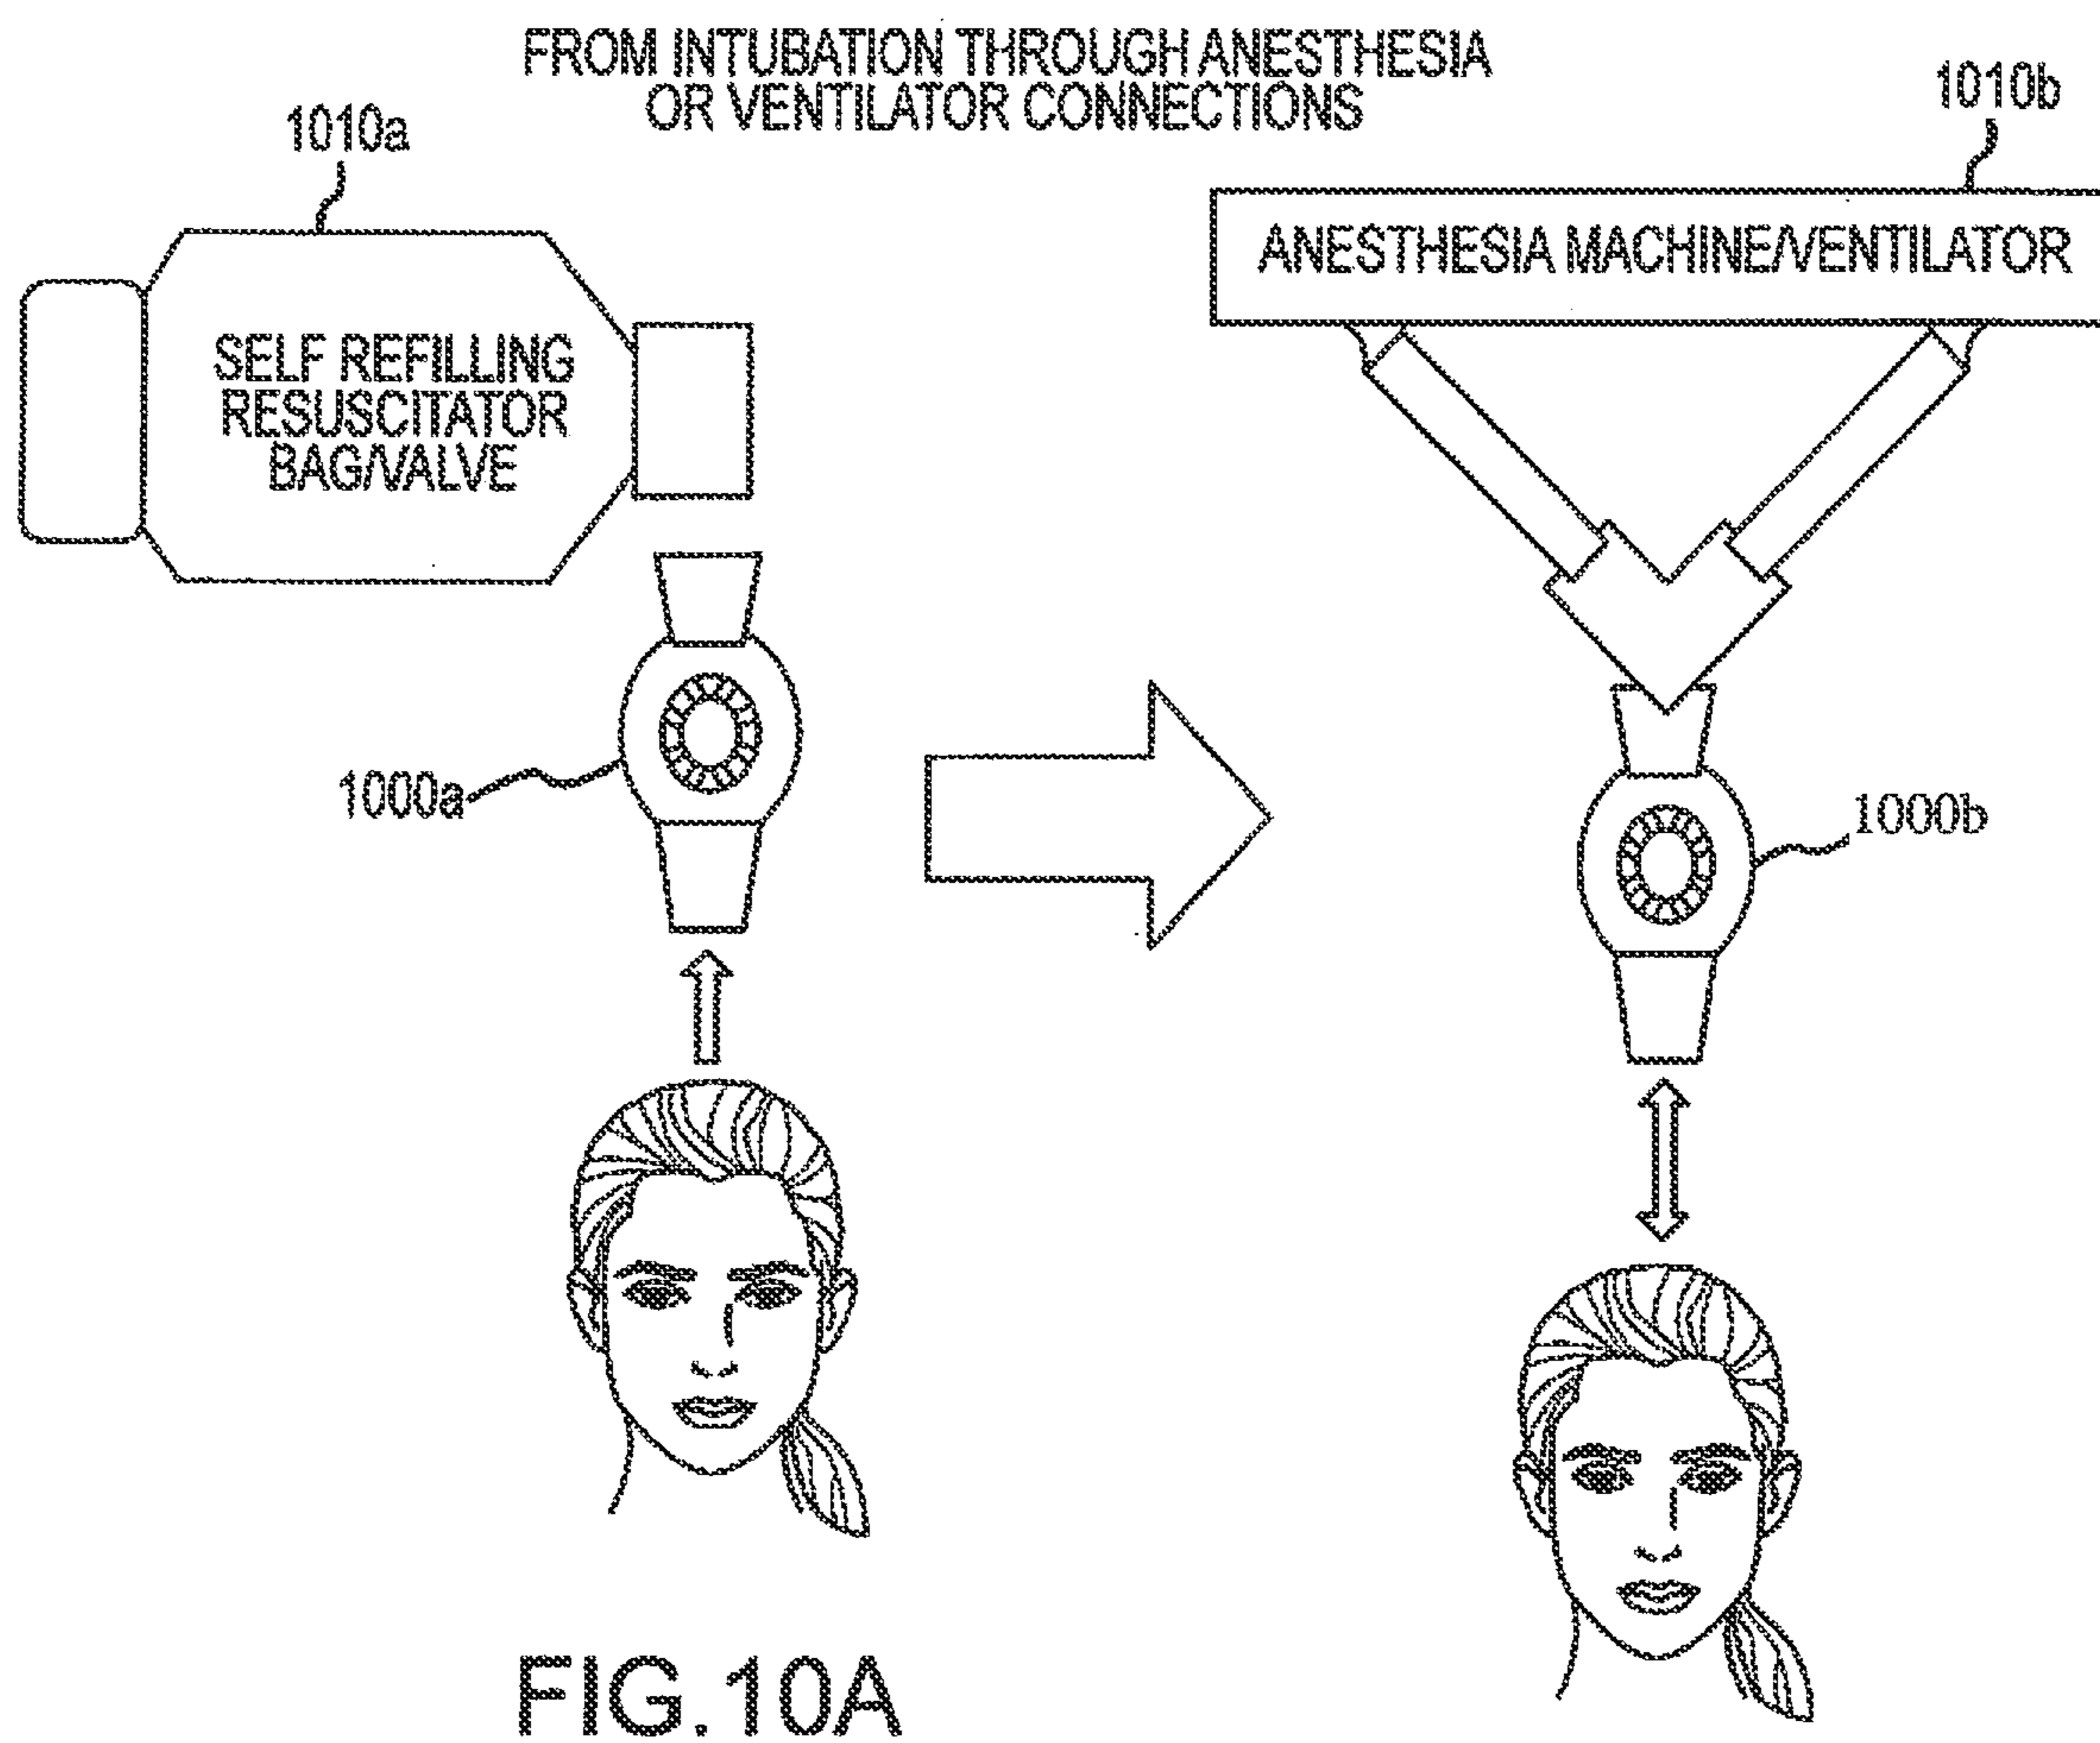 FROM INTUBATION THROUGH ANESTHESIA
OR VENTILATOR CONNECTIONS
1010a
1010b
SELF REFILLING
RESUSCITATOR
BAG/VALVE
ANESTHESIA MACHINE/VENTILATOR
1000a
1000b
FIG. 10A